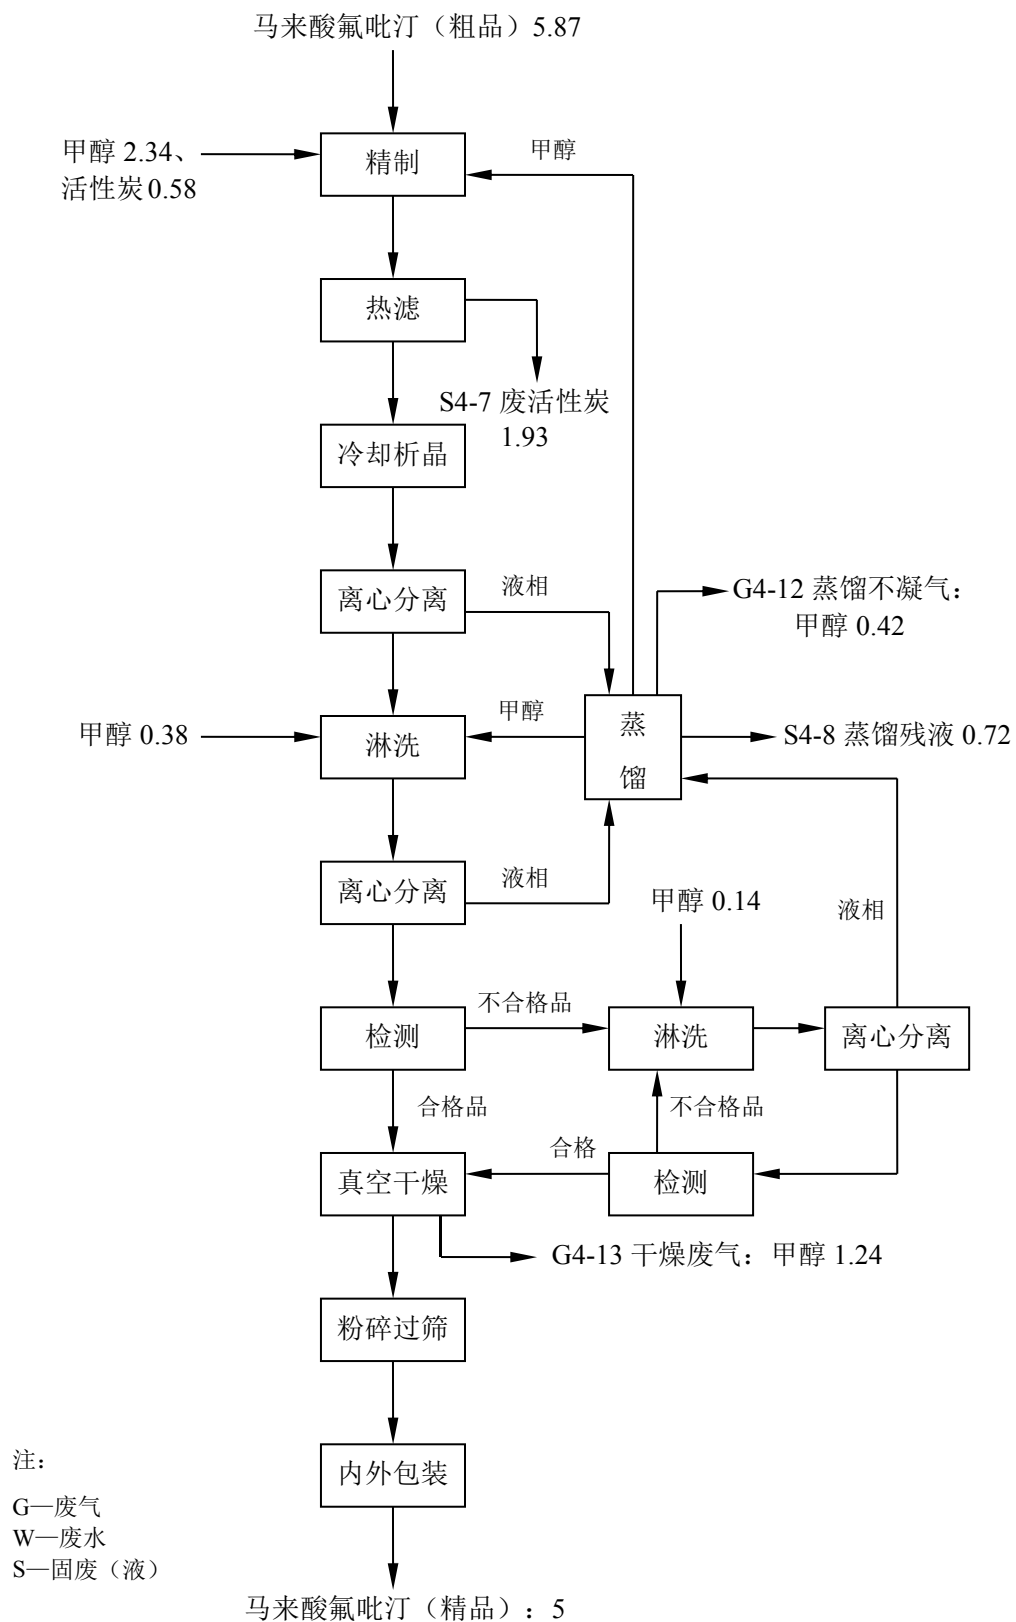 马来酸氟吡汀（粗品）5.87
甲醇 2.34、
活性炭 0.58
精制
甲醇
热滤
S4-7 废活性炭
1.93
冷却析晶
离心分离
液相
G4-12 蒸馏不凝气：
甲醇 0.42
甲醇 0.38
淋洗
甲醇
蒸
馏
S4-8 蒸馏残液 0.72
离心分离
液相
甲醇 0.14
液相
检测
不合格品
淋洗
离心分离
合格品
不合格品
真空干燥
合格
检测
G4-13 干燥废气：甲醇 1.24
粉碎过筛
内外包装
注：
G—废气
W—废水
S—固废（液）
马来酸氟吡汀（精品）：5